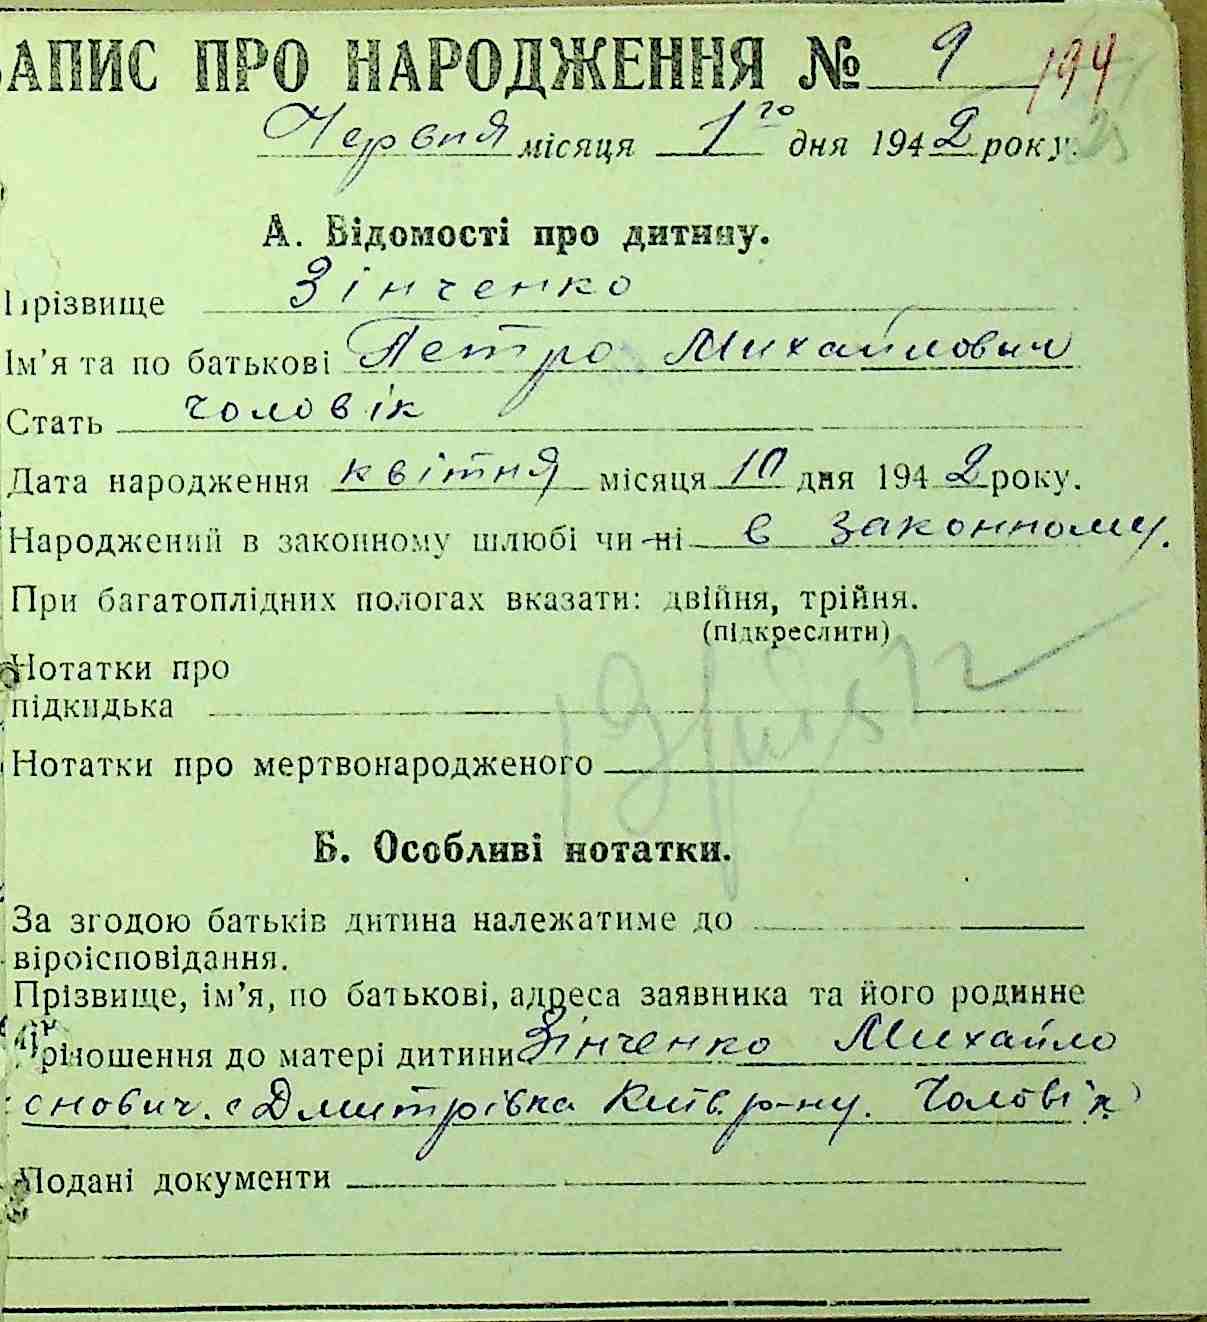 ЗАПИС ПРО НАРОДЖЕННЯ № 9 194
Червня місяця 1го дня 1942 року.
А. Відомості про дитину.
Прізвище Зінченко
Ім'я та по батькові Петро Михайлович
Стать чоловік
Дата народження квітня місяця 10 дня 1942 року.
Народжений в законному шлюбі чи ні в законному.
При багатоплідних пологах вказати: двійня, трійня.
(підкреслити)
Нотатки про
підкидька
Нотатки про мертвонародженого
Б. Особливі нотатки.
За згодою батьків дитина належатиме до
віроісповідання.
Прізвище, ім'я, по батькові, адреса заявника та його родинне
відношення до матері дитини Зінченко Михайло
онович. с Дмитрівка Київ. р-ну. Чоловік
Подані документи